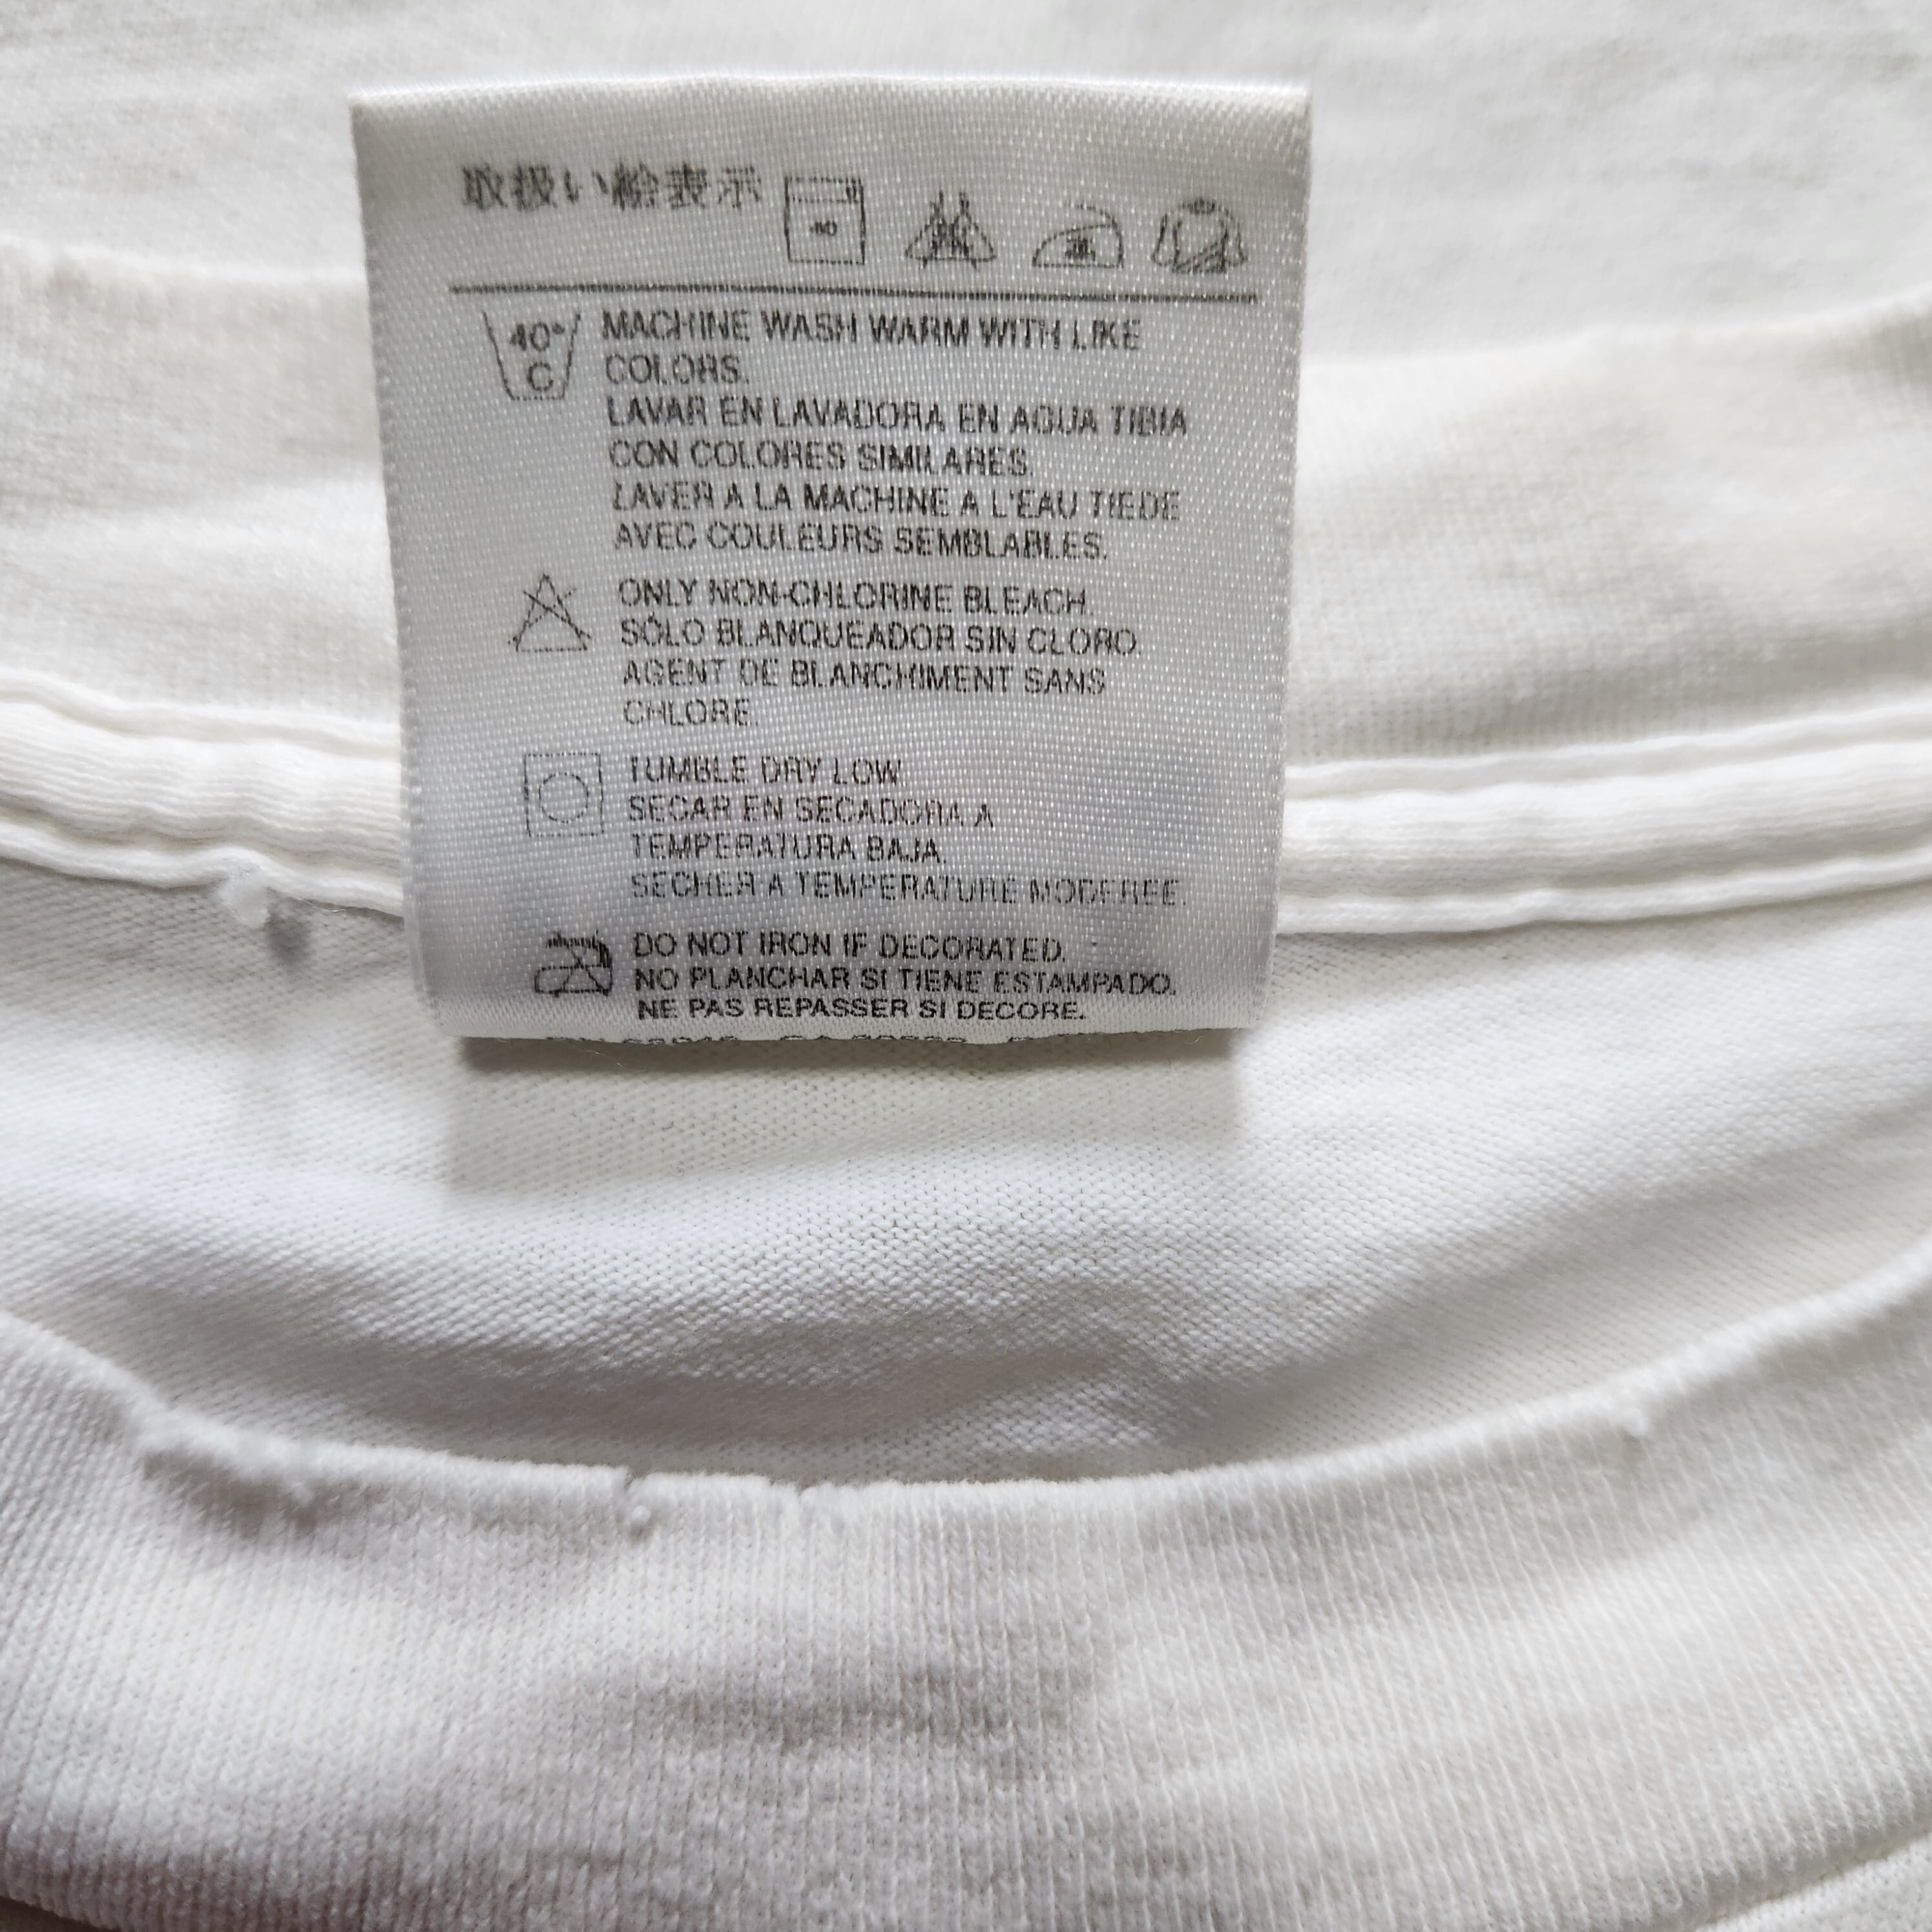 取扱い絵表示
40°
C
MACHINE WASH WARM WITH LIKE
COLORS.
LAVAR EN LAVADORA EN AGUA TIBIA
CON COLORES SIMILARES.
LAVER A LA MACHINE A L'EAU TIEDE
AVEC COULEURS SEMBLABLES.
ONLY NON-CHLORINE BLEACH.
SÓLO BLANQUEADOR SIN CLORO.
AGENT DE BLANCHIMENT SANS
CHLORE.
TUMBLE DRY LOW.
SECAR EN SECADORA A
TEMPERATURA BAJA.
SECHER A TEMPERATURE MODEREE.
DO NOT IRON IF DECORATED.
NO PLANCHAR SI TIENE ESTAMPADO.
NE PAS REPASSER SI DECORE.